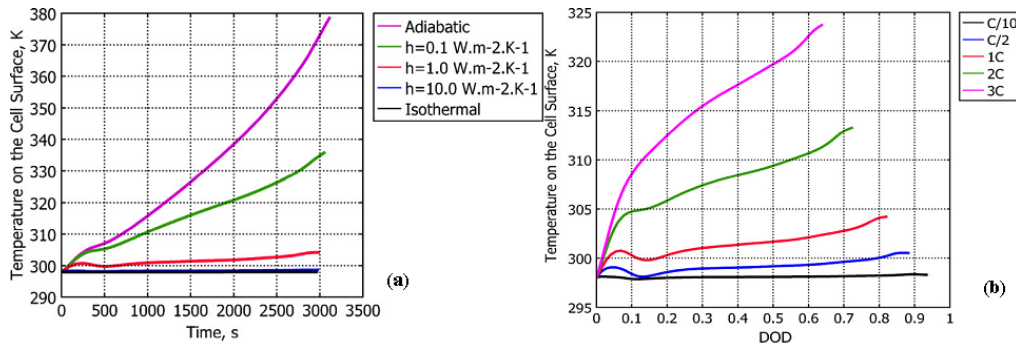 Temperature on the Cell Surface, K
380
370
360
350
340
330
320
310
300
290
0 500 1000 1500 2000 2500 3000 3500
Time, s
(a)
Adiabatic
h=0.1 W.m-2.K-1
h=1.0 W.m-2.K-1
h=10.0 W.m-2.K-1
Isothermal
Temperature on the Cell Surface, K
325
320
315
310
305
300
295
0 0.1 0.2 0.3 0.4 0.5 0.6 0.7 0.8 0.9 1
DOD
(b)
C/10
C/2
1C
2C
3C